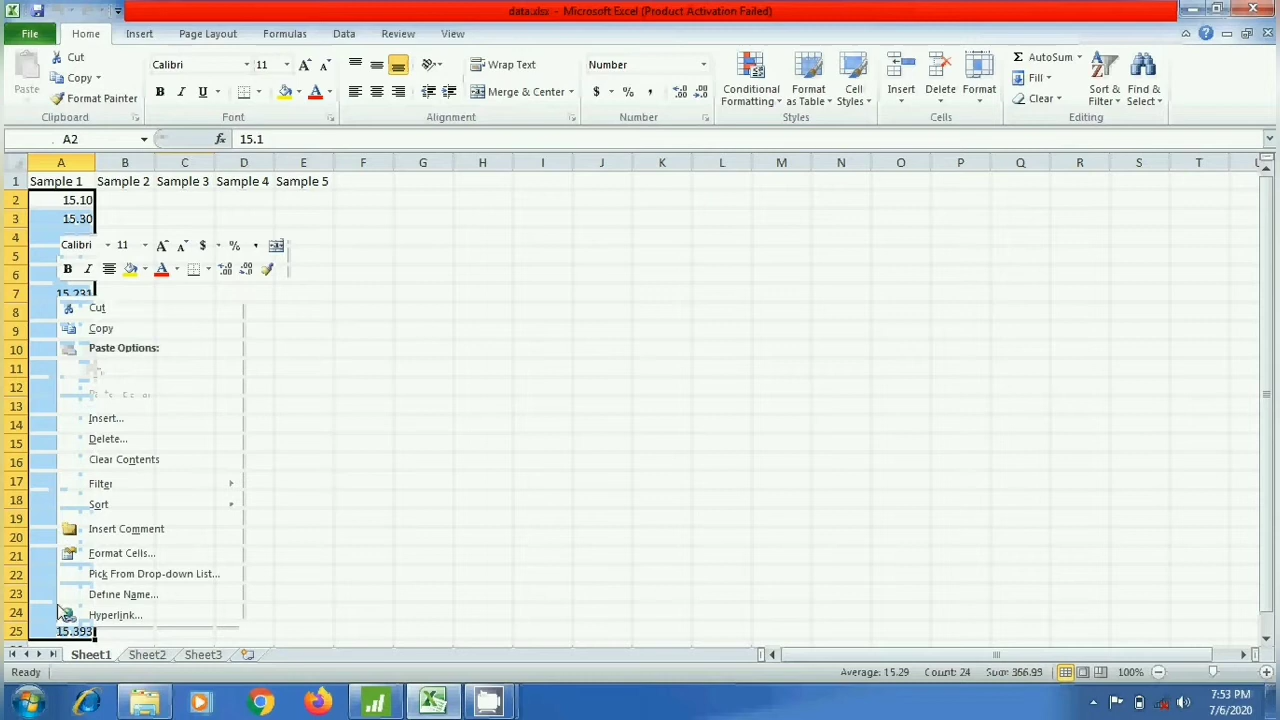 data.xlsx - Microsoft Excel (Product Activation Failed)
File Home Insert Page Layout Formulas Data Review View
Paste
Cut
Copy
Format Painter
Clipboard
Calibri 11
B I U A
Font
Wrap Text
Merge & Center
Alignment
Number
$ % ,
Number
Conditional Formatting
Format as Table
Cell Styles
Styles
Insert
Delete
Format
Cells
Σ AutoSum
Fill
Clear
Sort & Filter
Find & Select
Editing
A2 fx 15.1
A B C D E F G H I J K L M N O P Q R S T
1 Sample 1 Sample 2 Sample 3 Sample 4 Sample 5
2 15.10
3 15.30
4
5
6
7 15.231
8
9
10
11
12
13
14
15
16
17
18
19
20
21
22
23
24
25 15.393
Calibri 11 A A $ % ,
B I A
Cut
Copy
Paste Options:
Insert...
Delete...
Clear Contents
Filter
Sort
Insert Comment
Format Cells...
Pick From Drop-down List...
Define Name...
Hyperlink...
Sheet1 Sheet2 Sheet3
Ready Average: 15.29 Count: 24 Sum: 366.99 100%
7:53 PM
7/6/2020